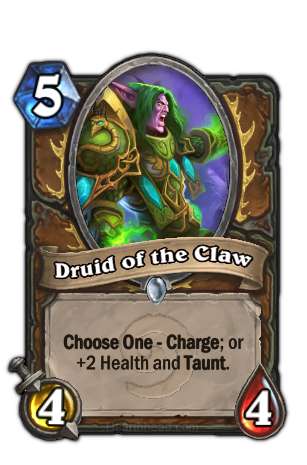 5
Druid of the Claw
Choose One - Charge; or
+2 Health and Taunt.
4
4